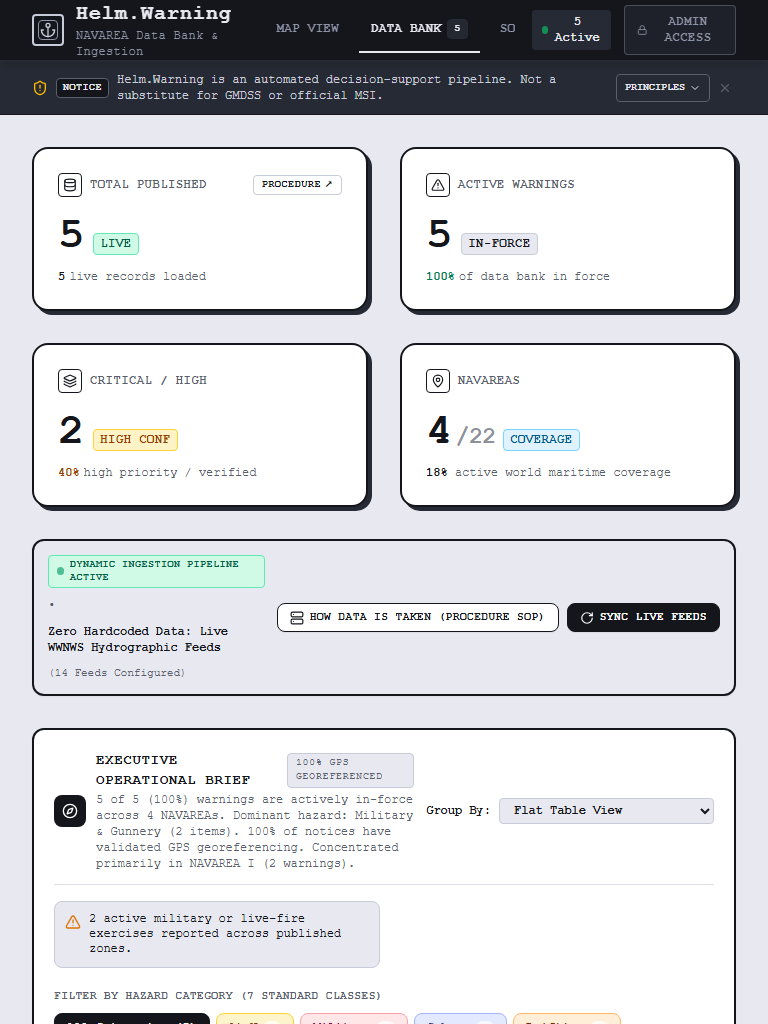 Helm.Warning
NAVAREA Data Bank &
Ingestion
MAP VIEW
DATA BANK 5
SO
5
Active
ADMIN
ACCESS
NOTICE
Helm.Warning is an automated decision-support pipeline. Not a
substitute for GMDSS or official MSI.
PRINCIPLES
TOTAL PUBLISHED
PROCEDURE ↗
5 LIVE
5 live records loaded
ACTIVE WARNINGS
5 IN-FORCE
100% of data bank in force
CRITICAL / HIGH
2 HIGH CONF
40% high priority / verified
NAVAREAS
4 /22 COVERAGE
18% active world maritime coverage
DYNAMIC INGESTION PIPELINE
ACTIVE
•
Zero Hardcoded Data: Live
WWNWS Hydrographic Feeds
(14 Feeds Configured)
HOW DATA IS TAKEN (PROCEDURE SOP)
SYNC LIVE FEEDS
EXECUTIVE
OPERATIONAL BRIEF
100% GPS
GEOREFERENCED
5 of 5 (100%) warnings are actively in-force
across 4 NAVAREAs. Dominant hazard: Military
& Gunnery (2 items). 100% of notices have
validated GPS georeferencing. Concentrated
primarily in NAVAREA I (2 warnings).
Group By: Flat Table View
2 active military or live-fire
exercises reported across published
zones.
FILTER BY HAZARD CATEGORY (7 STANDARD CLASSES)